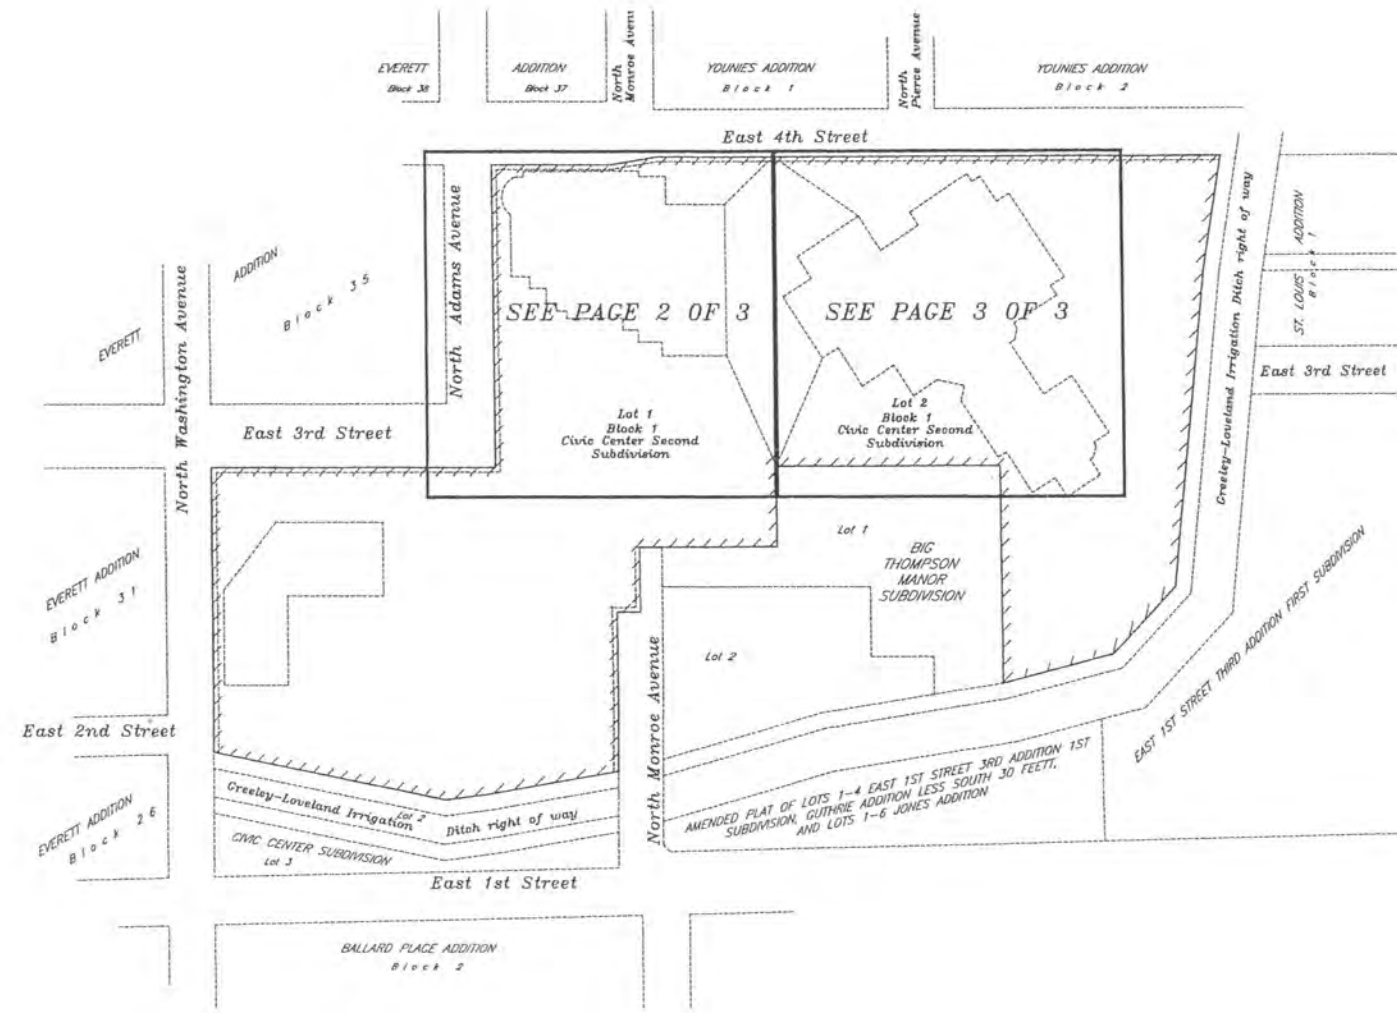 EVERETT
Block 38
ADDITION
Block 37
North
Monroe Avenu
YOUNIES ADDITION
Block 1
North
Pierce Avenue
YOUNIES ADDITION
Block 2
East 4th Street
EVERETT
ADDITION
Block 35
North Washington Avenue
North Adams Avenue
SEE PAGE 2 OF 3
SEE PAGE 3 OF 3
Greeley-Loveland Irrigation Ditch right of way
ST. LOUIS ADDITION
Block 1
East 3rd Street
East 3rd Street
Lot 1
Block 1
Civic Center Second
Subdivision
Lot 2
Block 1
Civic Center Second
Subdivision
Lot 1
BIG
THOMPSON
MANOR
SUBDIVISION
EVERETT ADDITION
Block 31
Lot 2
North Monroe Avenue
East 2nd Street
EAST 1ST STREET THIRD ADDITION FIRST SUBDIVISION
Greeley-Loveland Irrigation
Lot 2
Ditch right of way
AMENDED PLAT OF LOTS 1-4 EAST 1ST STREET 3RD ADDITION 1ST
SUBDIVISION, GUTHRIE ADDITION LESS SOUTH 30 FEETT,
AND LOTS 1-6 JONES ADDITION
EVERETT ADDITION
Block 26
CIVIC CENTER SUBDIVISION
Lot 3
East 1st Street
BALLARD PLACE ADDITION
Block 2